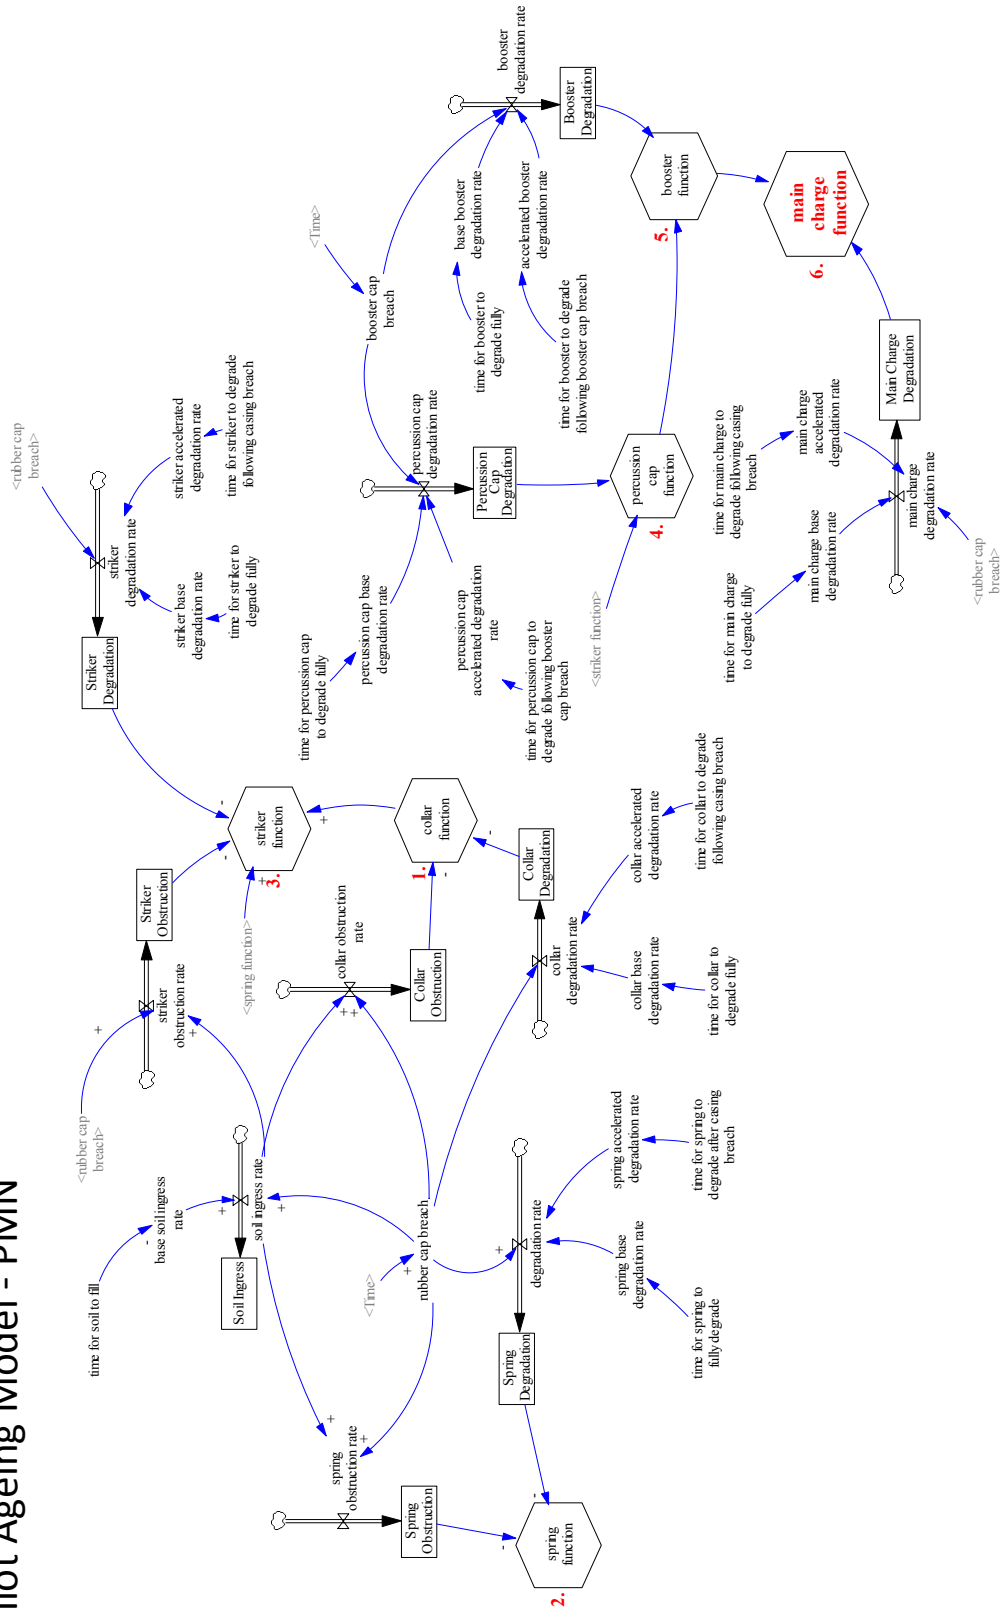 ilot Ageing Model - PMN
<rubber cap
breach>
striker
degradation rate
Striker
Degradation
striker accelerated
degradation rate
time for striker to degrade
following casing breach
striker base
degradation rate
time for striker to
degrade fully
<rubber cap
breach>
+
striker
obstruction rate
+
Striker
Obstruction
time for soil to fill
-
base soil ingress
rate
+
soil ingress rate
+
Soil Ingress
-
-
striker
function
+
+
3.
<spring function>
collar obstruction
rate
+
+
Collar
Obstruction
collar
function
1.
-
-
Collar
Degradation
collar
degradation rate
collar accelerated
degradation rate
time for collar to degrade
following casing breach
collar base
degradation rate
time for collar to
degrade fully
<Time>
+
rubber cap breach
+
spring
obstruction rate
+
Spring
Obstruction
-
-
spring
function
2.
Spring
Degradation
+
degradation rate
spring accelerated
degradation rate
time for spring to
degrade after casing
breach
spring base
degradation rate
time for spring to
fully degrade
<Time>
booster cap
breach
booster
degradation rate
Booster
Degradation
base booster
degradation rate
time for booster to
degrade fully
accelerated booster
degradation rate
time for booster to degrade
following booster cap breach
percussion cap
degradation rate
Percussion
Cap
Degradation
time for percussion cap
to degrade fully
percussion cap base
degradation rate
percussion cap
accelerated degradation
rate
time for percussion cap to
degrade following booster
cap breach
<striker function>
percussion
cap
function
4.
booster
function
5.
main
charge
function
6.
Main Charge
Degradation
main charge
degradation rate
time for main charge to
degrade following casing
breach
main charge
accelerated
degradation rate
time for main charge
to degrade fully
main charge base
degradation rate
<rubber cap
breach>